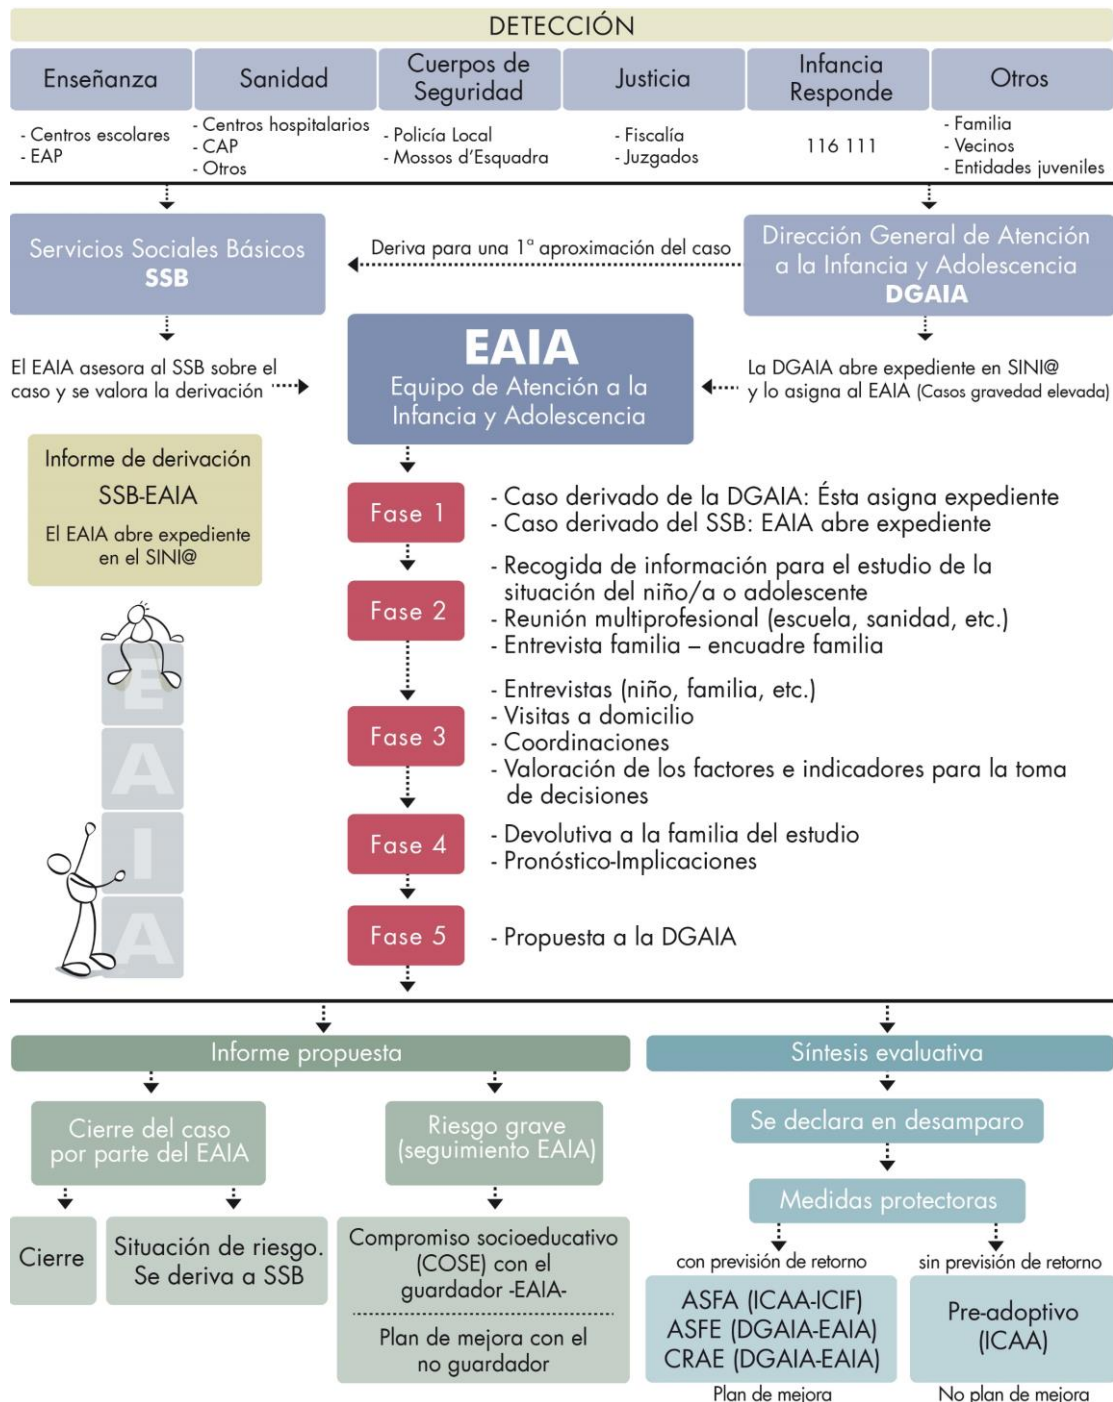 DETECCIÓN
Enseñanza
Sanidad
Cuerpos de
Seguridad
Justicia
Infancia
Responde
Otros
- Centros escolares
- EAP
- Centros hospitalarios
- CAP
- Otros
- Policía Local
- Mossos d'Esquadra
- Fiscalía
- Juzgados
116 111
- Familia
- Vecinos
- Entidades juveniles
Servicios Sociales Básicos
SSB
Deriva para una 1ª aproximación del caso
Dirección General de Atención
a la Infancia y Adolescencia
DGAIA
El EAIA asesora al SSB sobre el
caso y se valora la derivación
EAIA
Equipo de Atención a la
Infancia y Adolescencia
La DGAIA abre expediente en SINI@
y lo asigna al EAIA (Casos gravedad elevada)
Informe de derivación
SSB-EAIA
El EAIA abre expediente
en el SINI@
E
A
I
A
Fase 1
- Caso derivado de la DGAIA: Ésta asigna expediente
- Caso derivado del SSB: EAIA abre expediente
Fase 2
- Recogida de información para el estudio de la
situación del niño/a o adolescente
- Reunión multiprofesional (escuela, sanidad, etc.)
- Entrevista familia – encuadre familia
Fase 3
- Entrevistas (niño, familia, etc.)
- Visitas a domicilio
- Coordinaciones
- Valoración de los factores e indicadores para la toma
de decisiones
Fase 4
- Devolutiva a la familia del estudio
- Pronóstico-Implicaciones
Fase 5
- Propuesta a la DGAIA
Informe propuesta
Cierre del caso
por parte del EAIA
Cierre
Situación de riesgo.
Se deriva a SSB
Riesgo grave
(seguimiento EAIA)
Compromiso socioeducativo
(COSE) con el
guardador -EAIA-
Plan de mejora con el
no guardador
Síntesis evaluativa
Se declara en desamparo
Medidas protectoras
con previsión de retorno
ASFA (ICAA-ICIF)
ASFE (DGAIA-EAIA)
CRAE (DGAIA-EAIA)
Plan de mejora
sin previsión de retorno
Pre-adoptivo
(ICAA)
No plan de mejora